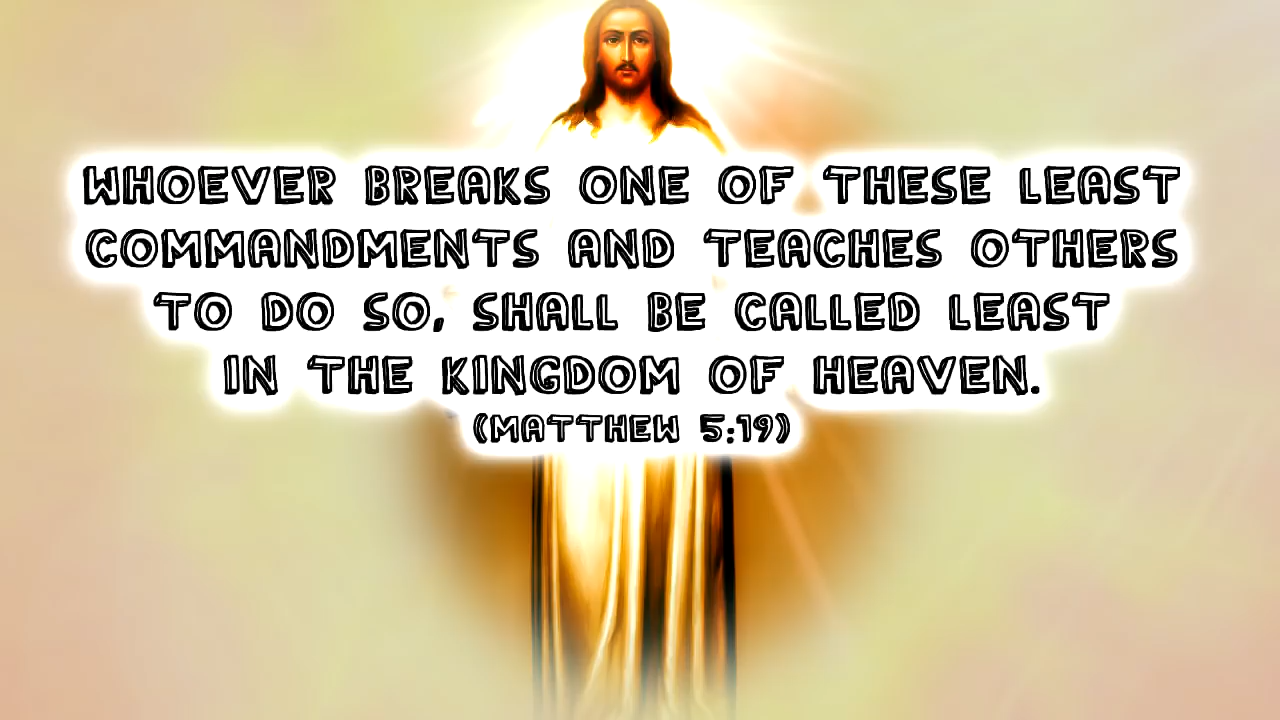 WHOEVER BREAKS ONE OF THESE LEAST
COMMANDMENTS AND TEACHES OTHERS
TO DO SO, SHALL BE CALLED LEAST
IN THE KINGDOM OF HEAVEN.
(MATTHEW 5:19)